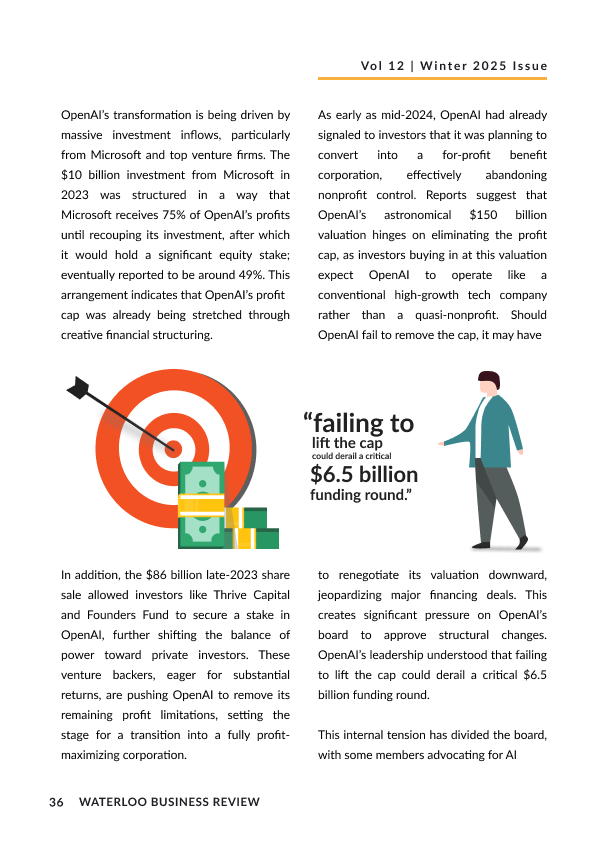 Vol 12 | Winter 2025 Issue
OpenAI's transformation is being driven by
massive investment inflows, particularly
from Microsoft and top venture firms. The
$10 billion investment from Microsoft in
2023 was structured in a way that
Microsoft receives 75% of OpenAI's profits
until recouping its investment, after which
it would hold a significant equity stake;
eventually reported to be around 49%. This
arrangement indicates that OpenAI's profit
cap was already being stretched through
creative financial structuring.
In addition, the $86 billion late-2023 share
sale allowed investors like Thrive Capital
and Founders Fund to secure a stake in
OpenAI, further shifting the balance of
power toward private investors. These
venture backers, eager for substantial
returns, are pushing OpenAI to remove its
remaining profit limitations, setting the
stage for a transition into a fully profit-
maximizing corporation.
As early as mid-2024, OpenAI had already
signaled to investors that it was planning to
convert into a for-profit benefit
corporation, effectively abandoning
nonprofit control. Reports suggest that
OpenAI's astronomical $150 billion
valuation hinges on eliminating the profit
cap, as investors buying in at this valuation
expect OpenAI to operate like a
conventional high-growth tech company
rather than a quasi-nonprofit. Should
OpenAI fail to remove the cap, it may have
“failing to
lift the cap
could derail a critical
$6.5 billion
funding round.”
to renegotiate its valuation downward,
jeopardizing major financing deals. This
creates significant pressure on OpenAI's
board to approve structural changes.
OpenAI's leadership understood that failing
to lift the cap could derail a critical $6.5
billion funding round.
This internal tension has divided the board,
with some members advocating for AI
36 WATERLOO BUSINESS REVIEW